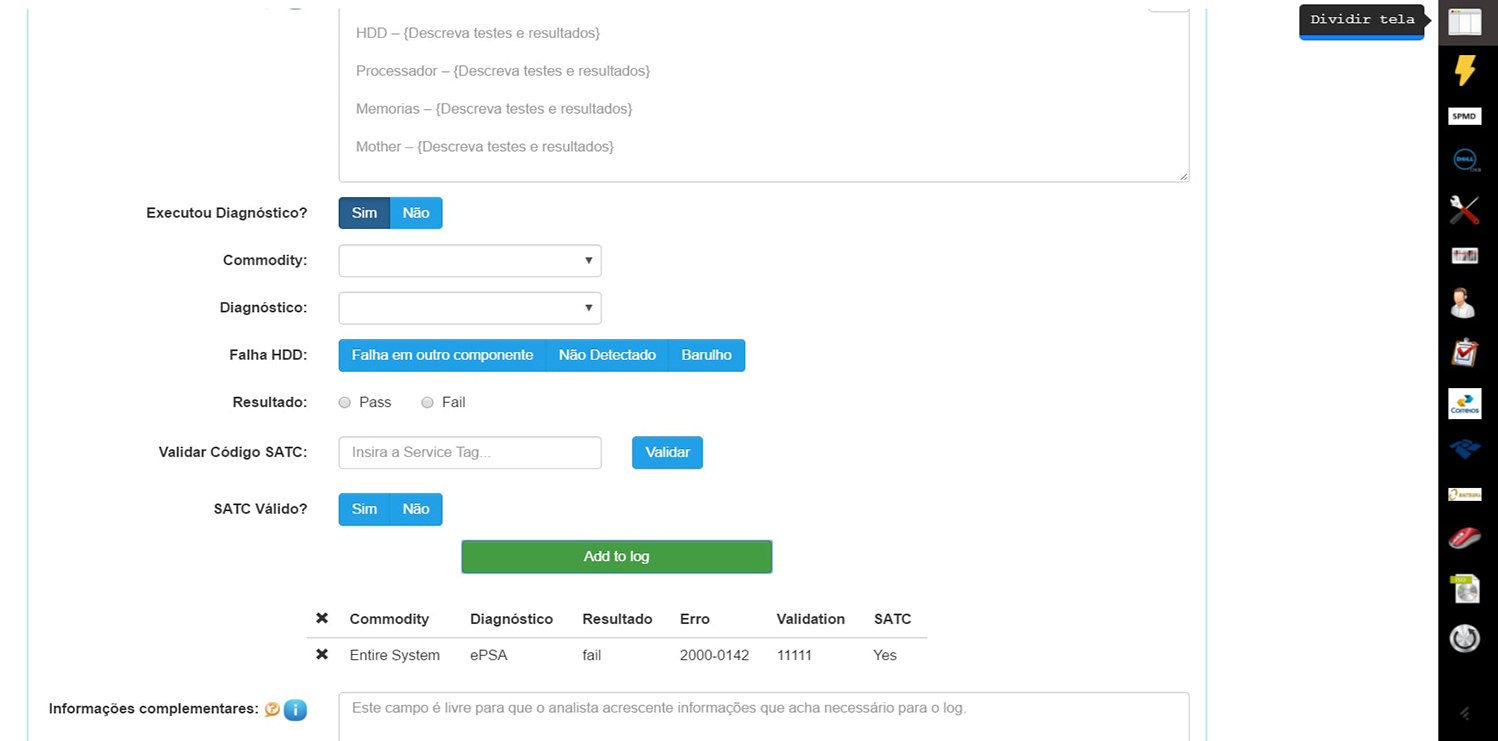 Dividir tela
HDD – {Descreva testes e resultados}
Processador – {Descreva testes e resultados}
SPMD
Memorias – {Descreva testes e resultados}
Mother – {Descreva testes e resultados}
DELL
Executou Diagnóstico? Sim Não
Commodity:
Diagnóstico:
Falha HDD: Falha em outro componente Não Detectado Barulho
Resultado: Pass Fail
Correios
Validar Código SATC: Insira a Service Tag... Validar
SATC Válido? Sim Não
Add to log
ISO
Commodity Diagnóstico Resultado Erro Validation SATC
Entire System ePSA fail 2000-0142 11111 Yes
Informações complementares: Este campo é livre para que o analista acrescente informações que acha necessário para o log.